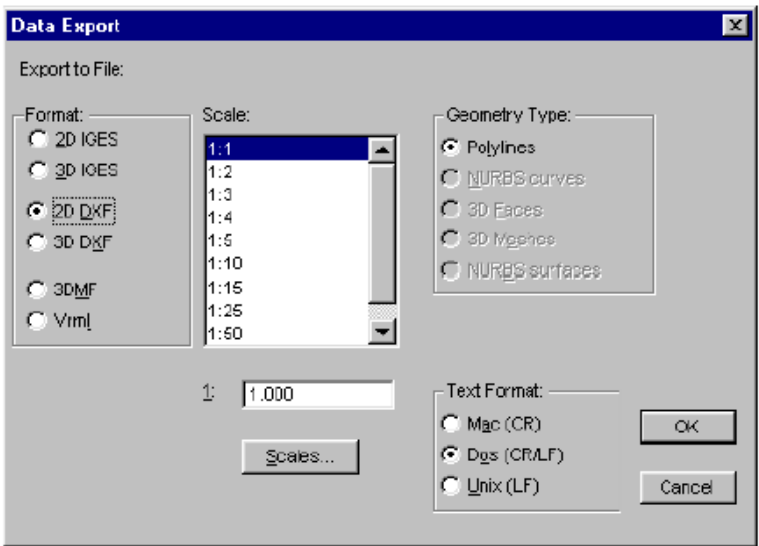 Data Export
Export to File:
Format:
2D IGES
3D IGES
2D DXF
3D DXF
3DMF
Vrml
Scale:
1:1
1:2
1:3
1:4
1:5
1:10
1:15
1:25
1:50
1:
1.000
Scales...
Geometry Type:
Polylines
NURBS curves
3D Faces
3D Meshes
NURBS surfaces
Text Format:
Mac (CR)
Dos (CR/LF)
Unix (LF)
OK
Cancel